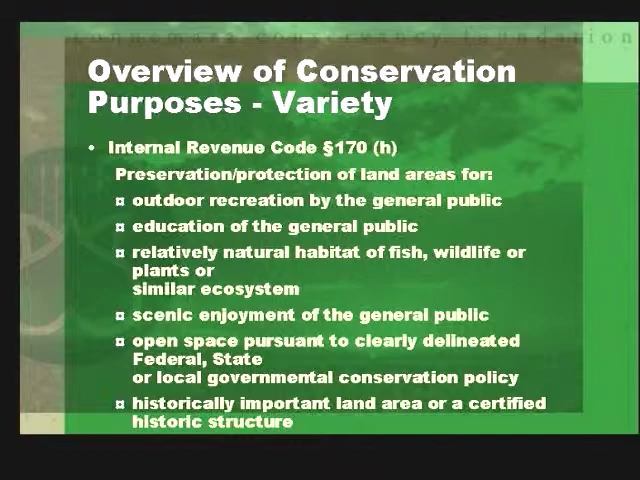 connemara conservancy foundation
Overview of Conservation
Purposes - Variety
• Internal Revenue Code §170 (h)
Preservation/protection of land areas for:
¤ outdoor recreation by the general public
¤ education of the general public
¤ relatively natural habitat of fish, wildlife or
plants or
similar ecosystem
¤ scenic enjoyment of the general public
¤ open space pursuant to clearly delineated
Federal, State
or local governmental conservation policy
¤ historically important land area or a certified
historic structure